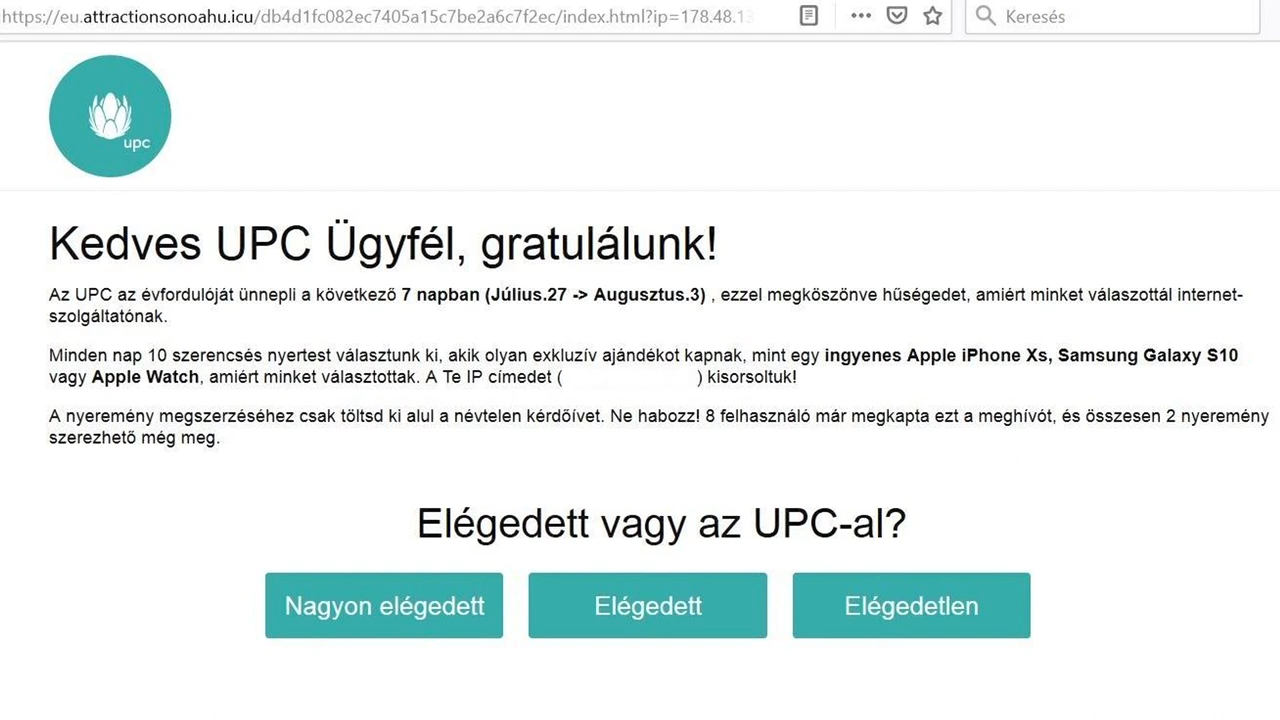 https://eu.attractionsonoahu.icu/db4d1fc082ec7405a15c7be2a6c7f2ec/index.html?ip=178.48.13
Keresés
upc
Kedves UPC Ügyfél, gratulálunk!
Az UPC az évfordulóját ünnepli a következő 7 napban (Július.27 -> Augusztus.3) , ezzel megköszönve hűségedet, amiért minket válaszottál internet-
szolgáltatónak.
Minden nap 10 szerencsés nyertest választunk ki, akik olyan exkluzív ajándékot kapnak, mint egy ingyenes Apple iPhone Xs, Samsung Galaxy S10
vagy Apple Watch, amiért minket választottak. A Te IP címedet ( ) kisorsoltuk!
A nyeremény megszerzéséhez csak töltsd ki alul a névtelen kérdőívet. Ne habozz! 8 felhasználó már megkapta ezt a meghívót, és összesen 2 nyeremény
szerezhető még meg.
Elégedett vagy az UPC-al?
Nagyon elégedett
Elégedett
Elégedetlen